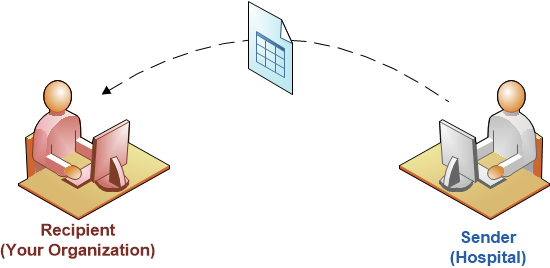 Recipient
(Your Organization)
Sender
(Hospital)